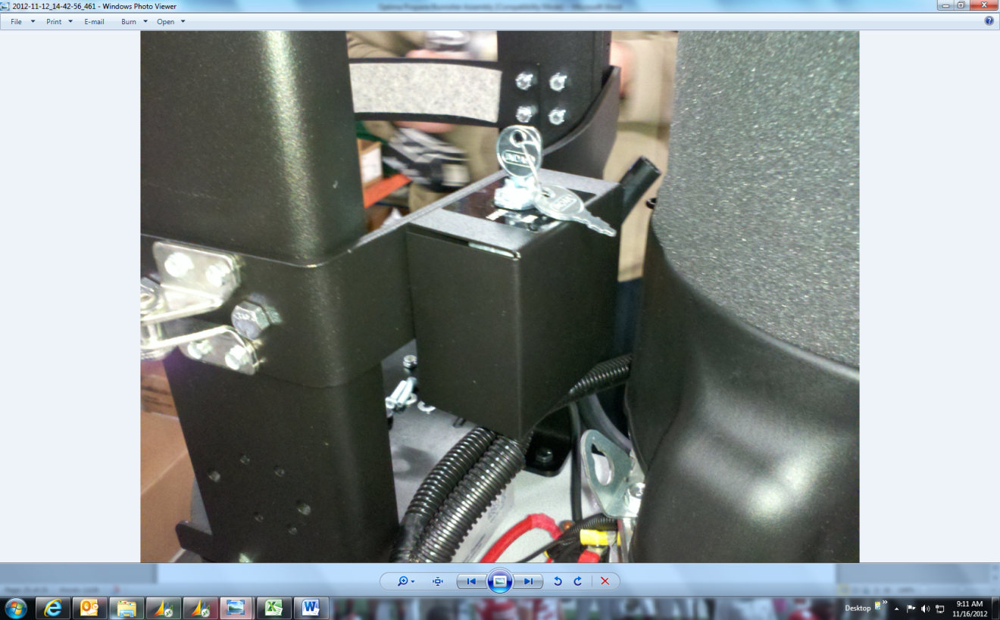 2012-11-12_14-42-56_461 - Windows Photo Viewer
File Print E-mail Burn Open
Desktop
9:11 AM
11/16/2012